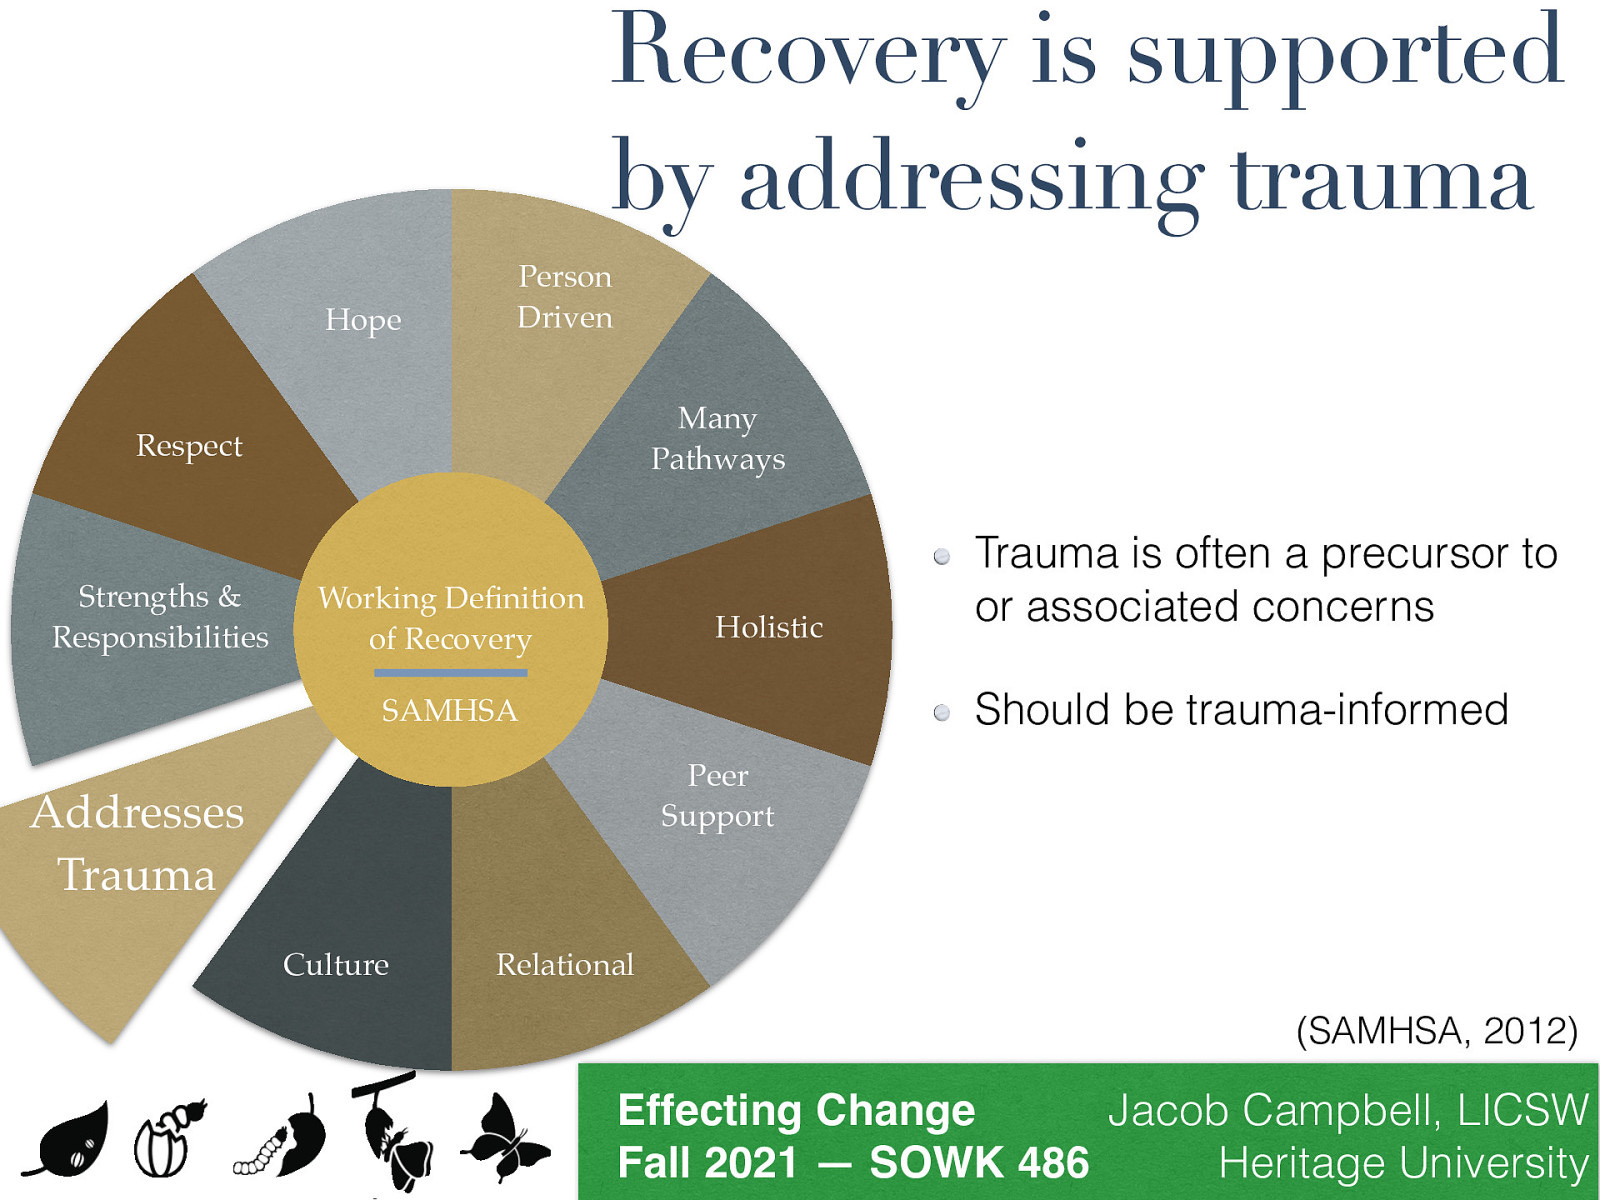 Recovery is supported
by addressing trauma
Hope
Person
Driven
Many
Pathways
Respect
Holistic
Strengths &
Responsibilities
Working Definition
of Recovery
SAMHSA
Peer
Support
Addresses
Trauma
Culture
Relational
Trauma is often a precursor to
or associated concerns
Should be trauma-informed
(SAMHSA, 2012)
Effecting Change
Fall 2021 — SOWK 486
Jacob Campbell, LICSW
Heritage University